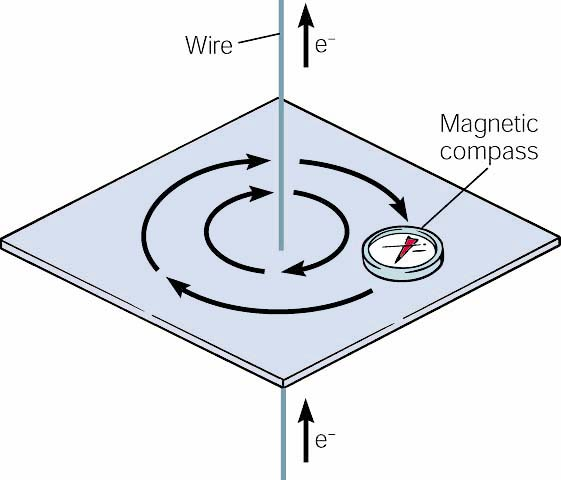 Wire
e⁻
Magnetic
compass
e⁻